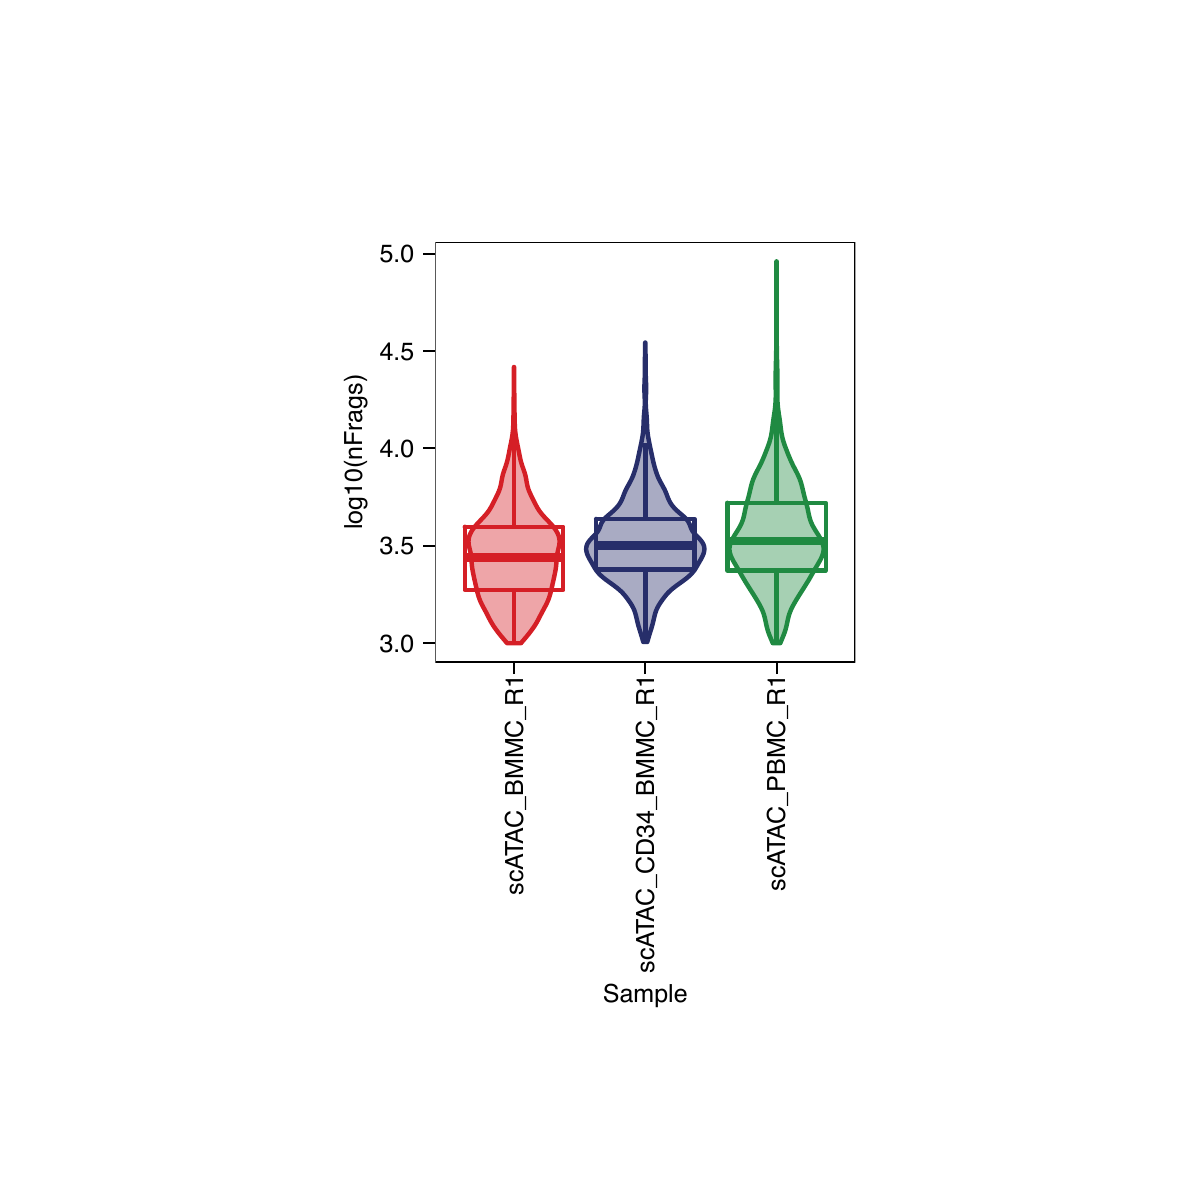 5.0
4.5
4.0
3.5
3.0
log10(nFrags)
scATAC_BMMC_R1
scATAC_CD34_BMMC_R1
scATAC_PBMC_R1
Sample